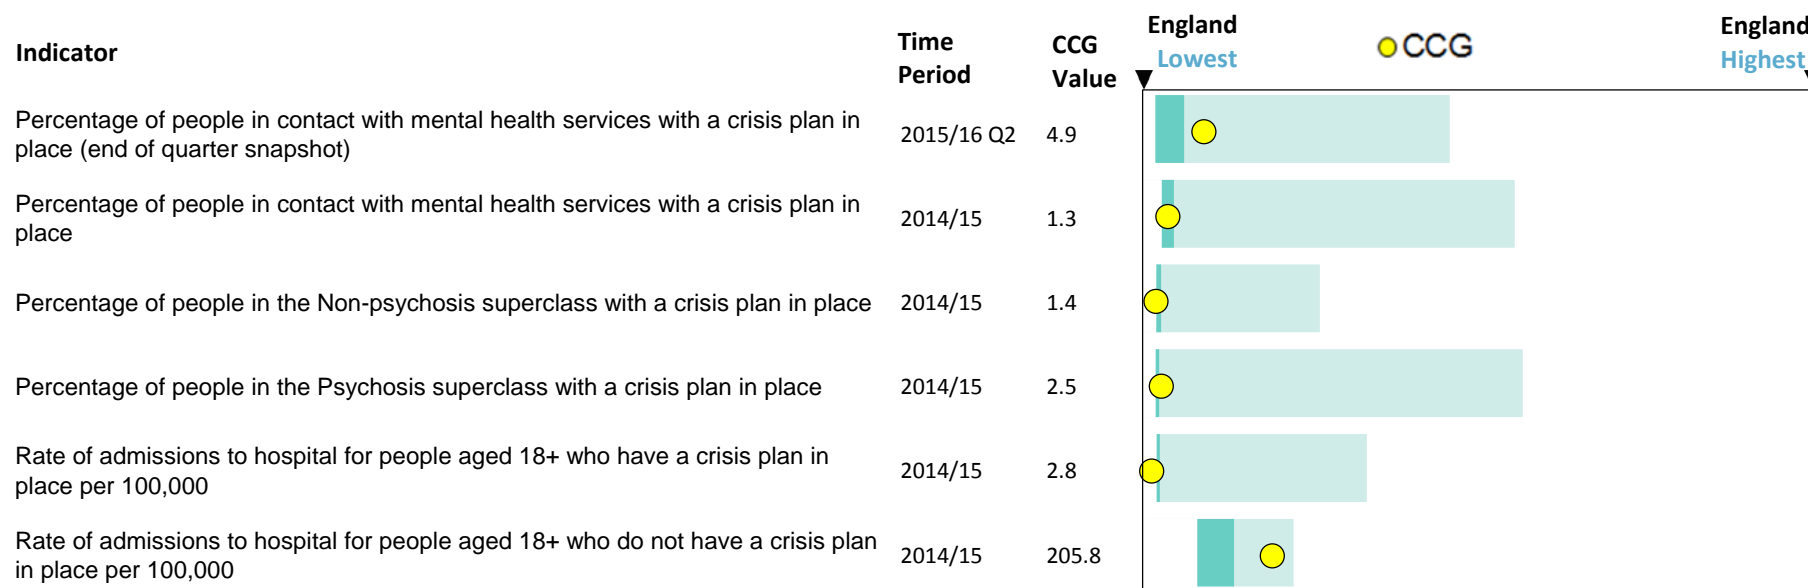 Indicator
Time
Period
CCG
Value
England
Lowest
CCG
England
Highest
Percentage of people in contact with mental health services with a crisis plan in
place (end of quarter snapshot)
2015/16 Q2
4.9
Percentage of people in contact with mental health services with a crisis plan in
place
2014/15
1.3
Percentage of people in the Non-psychosis superclass with a crisis plan in place
2014/15
1.4
Percentage of people in the Psychosis superclass with a crisis plan in place
2014/15
2.5
Rate of admissions to hospital for people aged 18+ who have a crisis plan in
place per 100,000
2014/15
2.8
Rate of admissions to hospital for people aged 18+ who do not have a crisis plan
in place per 100,000
2014/15
205.8